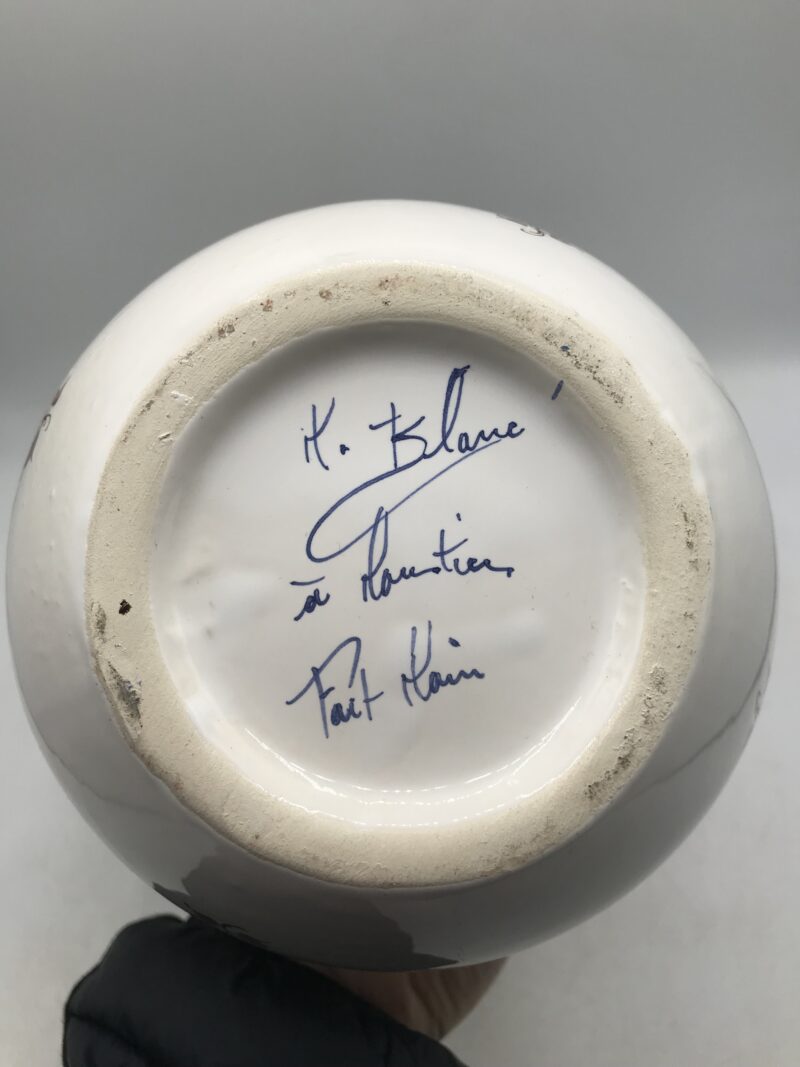 M. Blanc
à Moustiers
Fait Main